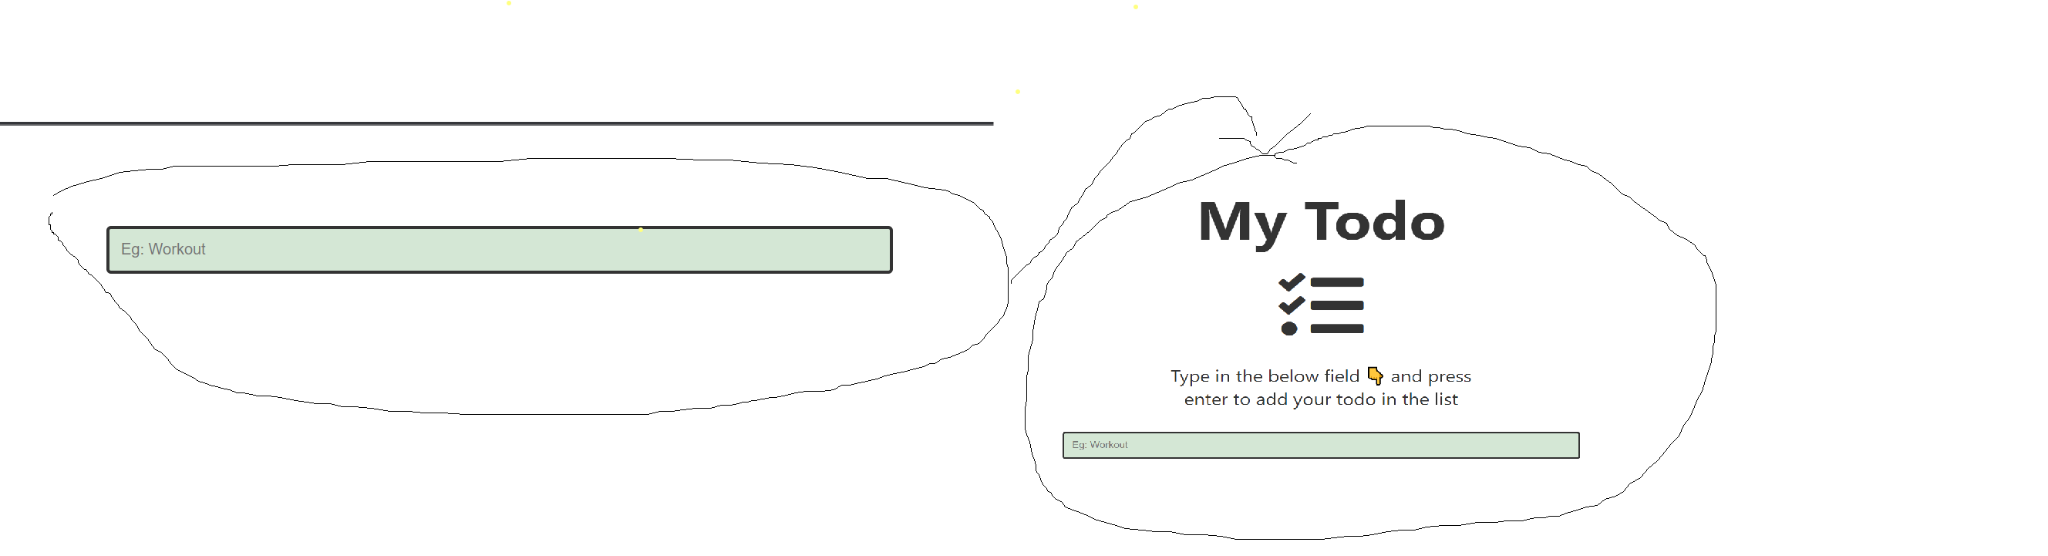 Eg: Workout
My Todo
Type in the below field 👇 and press
enter to add your todo in the list
Eg: Workout